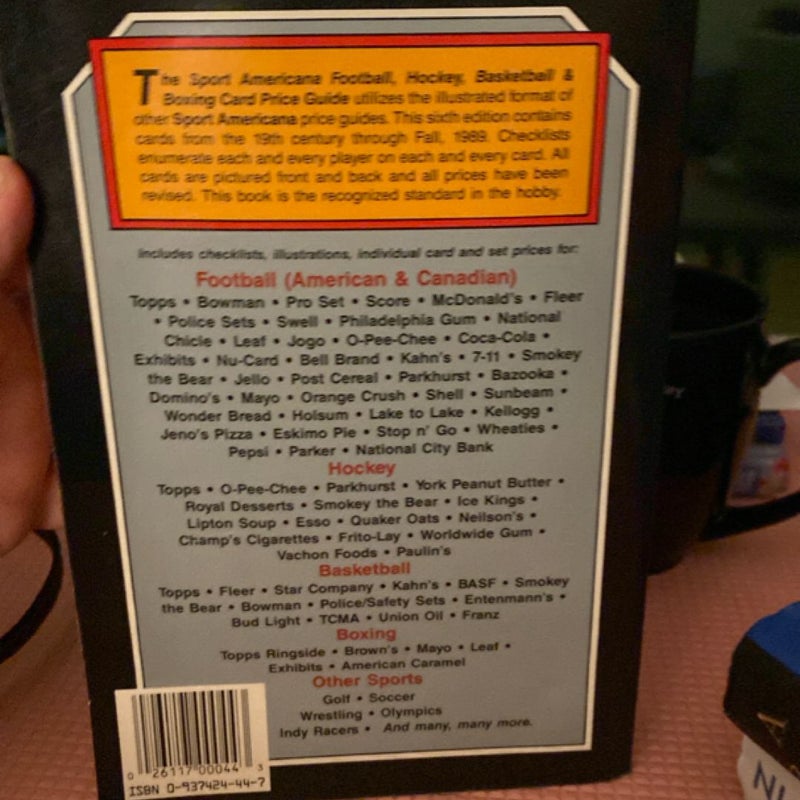 The Sport Americana Football, Hockey, Basketball &
Boxing Card Price Guide utilizes the illustrated format of
other Sport Americana price guides. This sixth edition contains
cards from the 19th century through Fall, 1989. Checklists
enumerate each and every player on each and every card. All
cards are pictured front and back and all prices have been
revised. This book is the recognized standard in the hobby.
Includes checklists, illustrations, individual card and set prices for:
Football (American & Canadian)
Topps • Bowman • Pro Set • Score • McDonald's • Fleer
• Police Sets • Swell • Philadelphia Gum • National
Chicle • Leaf • Jogo • O-Pee-Chee • Coca-Cola •
Exhibits • Nu-Card • Bell Brand • Kahn's • 7-11 • Smokey
the Bear • Jello • Post Cereal • Parkhurst • Bazooka •
Domino's • Mayo • Orange Crush • Shell • Sunbeam •
Wonder Bread • Holsum • Lake to Lake • Kellogg •
Jeno's Pizza • Eskimo Pie • Stop n' Go • Wheaties •
Pepsi • Parker • National City Bank
Hockey
Topps • O-Pee-Chee • Parkhurst • York Peanut Butter •
Royal Desserts • Smokey the Bear • Ice Kings •
Lipton Soup • Esso • Quaker Oats • Neilson's •
Champ's Cigarettes • Frito-Lay • Worldwide Gum •
Vachon Foods • Paulin's
Basketball
Topps • Fleer • Star Company • Kahn's • BASF • Smokey
the Bear • Bowman • Police/Safety Sets • Entenmann's •
Bud Light • TCMA • Union Oil • Franz
Boxing
Topps Ringside • Brown's • Mayo • Leaf •
Exhibits • American Caramel
Other Sports
Golf • Soccer
Wrestling • Olympics
Indy Racers • And many, many more.
0 26117 00044 3
ISBN 0-937424-44-7